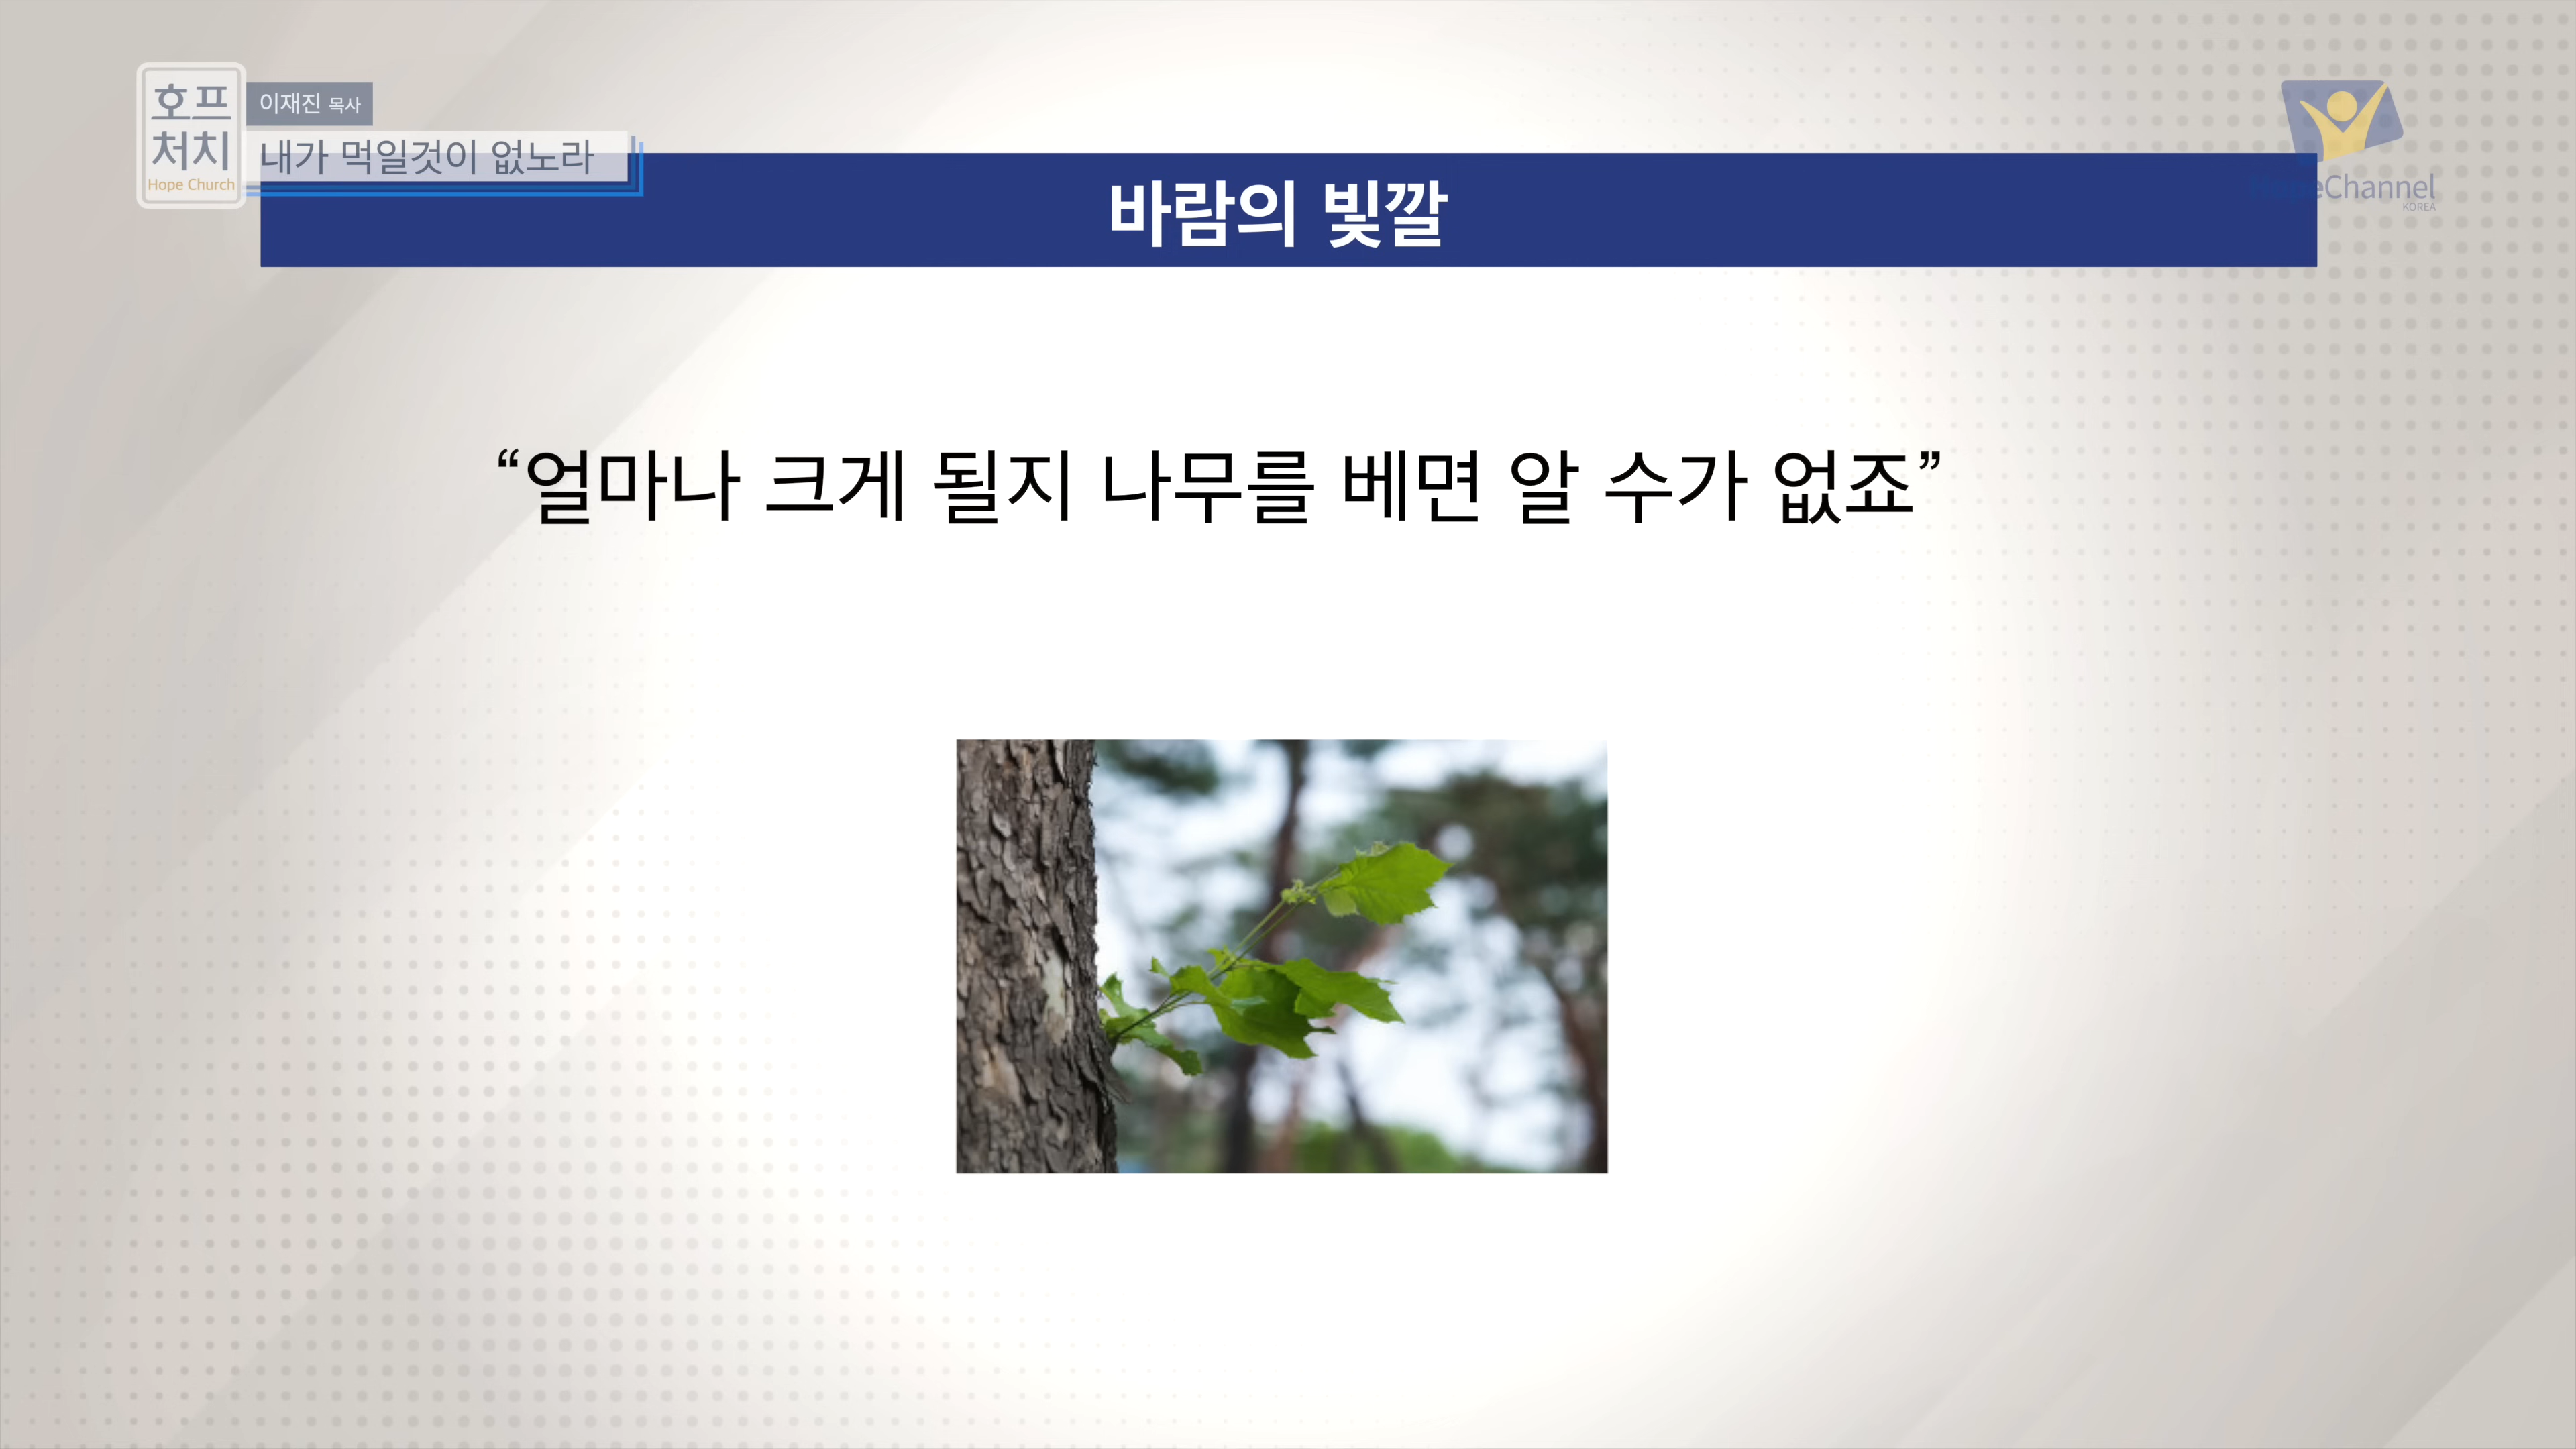 호프
처치
Hope Church
이재진 목사
내가 먹일것이 없노라
HopeChannel
KOREA
바람의 빛깔
“얼마나 크게 될지 나무를 베면 알 수가 없죠”